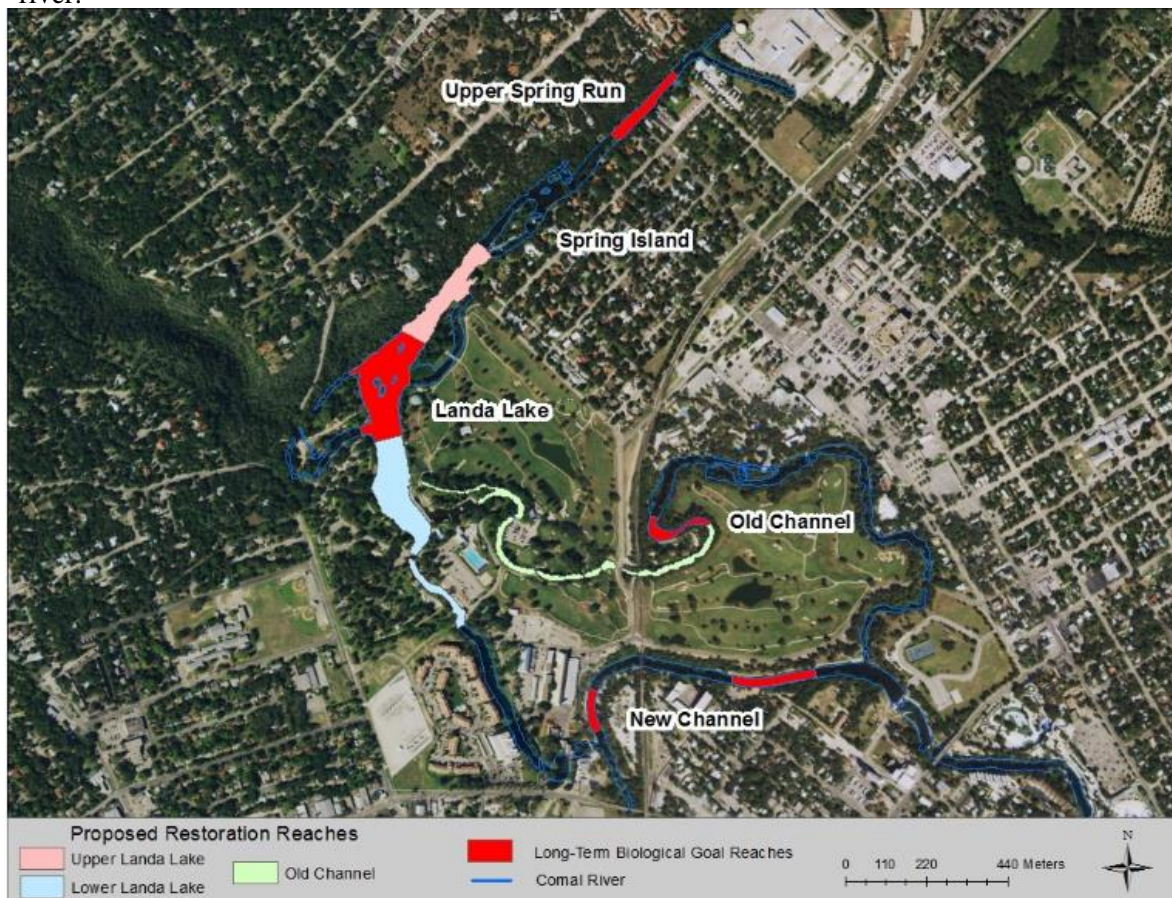 river.
Upper Spring Run
Spring Island
Landa Lake
Old Channel
New Channel
Proposed Restoration Reaches
Upper Landa Lake
Lower Landa Lake
Old Channel
Long-Term Biological Goal Reaches
Comal River
0 110 220 440 Meters
N